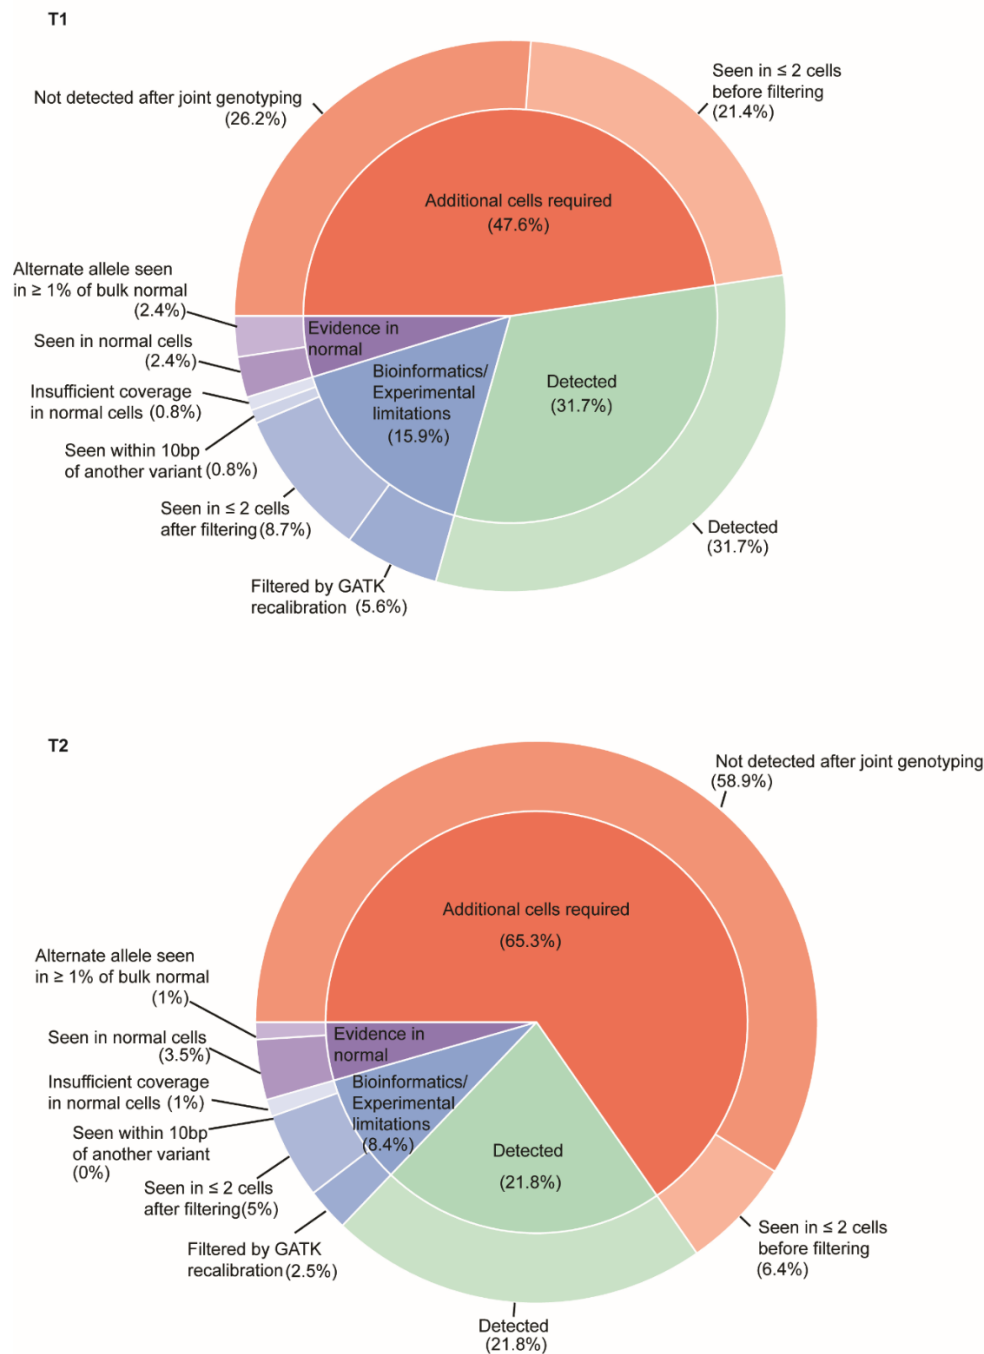 T1
Not detected after joint genotyping
(26.2%)
Seen in ≤ 2 cells
before filtering
(21.4%)
Additional cells required
(47.6%)
Alternate allele seen
in ≥ 1% of bulk normal
(2.4%)
Evidence in
normal
Seen in normal cells
(2.4%)
Bioinformatics/
Experimental
limitations
(15.9%)
Detected
(31.7%)
Insufficient coverage
in normal cells (0.8%)
Seen within 10bp
of another variant (0.8%)
Seen in ≤ 2 cells
after filtering (8.7%)
Detected
(31.7%)
Filtered by GATK
recalibration (5.6%)
T2
Not detected after joint genotyping
(58.9%)
Additional cells required
(65.3%)
Alternate allele seen
in ≥ 1% of bulk normal
(1%)
Evidence in
normal
Seen in normal cells
(3.5%)
Bioinformatics/
Experimental
limitations
(8.4%)
Insufficient coverage
in normal cells (1%)
Seen within 10bp
of another variant
(0%)
Detected
(21.8%)
Seen in ≤ 2 cells
after filtering (5%)
Seen in ≤ 2 cells
before filtering
(6.4%)
Filtered by GATK
recalibration (2.5%)
Detected
(21.8%)